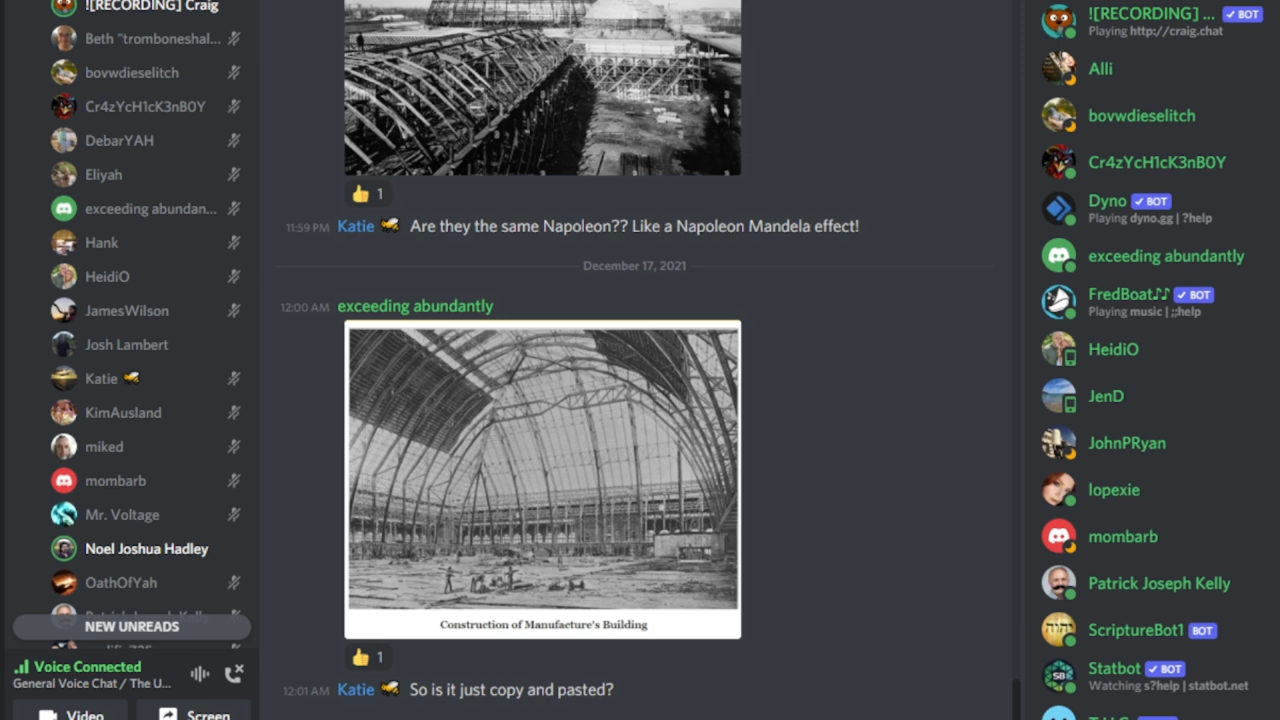 ![RECORDING] Craig
Beth "tromboneshal...
bovwdieselitch
Cr4zYcH1cK3nB0Y
DebarYAH
Eliyah
exceeding abundan...
Hank
HeidiO
JamesWilson
Josh Lambert
Katie
KimAusland
miked
mombarb
Mr. Voltage
Noel Joshua Hadley
OathOfYah
NEW UNREADS
Voice Connected
General Voice Chat / The U...
Video
Screen
1
11:59 PM Katie Are they the same Napoleon?? Like a Napoleon Mandela effect!
December 17, 2021
12:00 AM exceeding abundantly
Construction of Manufacture's Building
1
12:01 AM Katie So is it just copy and pasted?
![RECORDING] ... BOT
Playing http://craig.chat
Alli
bovwdieselitch
Cr4zYcH1cK3nB0Y
Dyno BOT
Playing dyno.gg | ?help
exceeding abundantly
FredBoat♪♪ BOT
Playing music | ;;help
HeidiO
JenD
JohnPRyan
lopexie
mombarb
Patrick Joseph Kelly
יהוה
ScriptureBot1 BOT
SB
Statbot BOT
Watching s?help | statbot.net